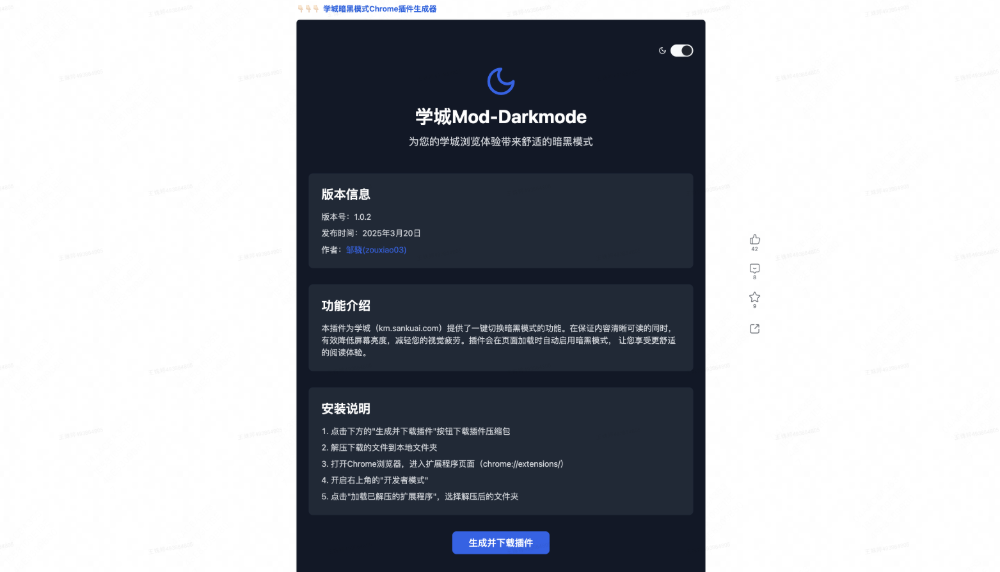 👇🏻👇🏻👇🏻 学城暗黑模式Chrome插件生成器
学城Mod-Darkmode
为您的学城浏览体验带来舒适的暗黑模式
版本信息
版本号：1.0.2
发布时间：2025年3月20日
作者：邹骁(zouxiao03)
功能介绍
本插件为学城（km.sankuai.com）提供了一键切换暗黑模式的功能。在保证内容清晰可读的同时，
有效降低屏幕亮度，减轻您的视觉疲劳。插件会在页面加载时自动启用暗黑模式， 让您享受更舒适
的阅读体验。
安装说明
1. 点击下方的"生成并下载插件"按钮下载插件压缩包
2. 解压下载的文件到本地文件夹
3. 打开Chrome浏览器，进入扩展程序页面（chrome://extensions/）
4. 开启右上角的"开发者模式"
5. 点击"加载已解压的扩展程序"，选择解压后的文件夹
生成并下载插件
42
8